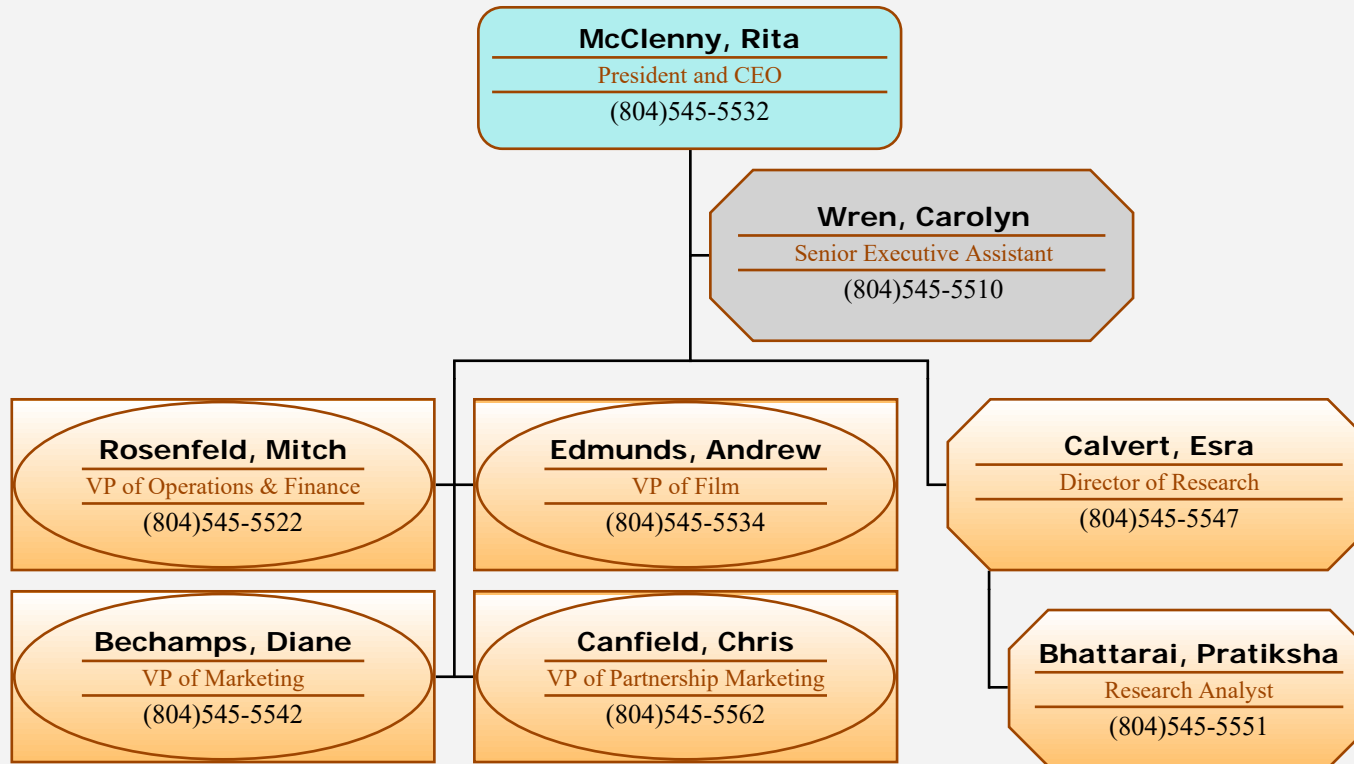 McClenny, Rita
President and CEO
(804)545-5532
Wren, Carolyn
Senior Executive Assistant
(804)545-5510
Rosenfeld, Mitch
VP of Operations & Finance
(804)545-5522
Edmunds, Andrew
VP of Film
(804)545-5534
Calvert, Esra
Director of Research
(804)545-5547
Bechamps, Diane
VP of Marketing
(804)545-5542
Canfield, Chris
VP of Partnership Marketing
(804)545-5562
Bhattarai, Pratiksha
Research Analyst
(804)545-5551